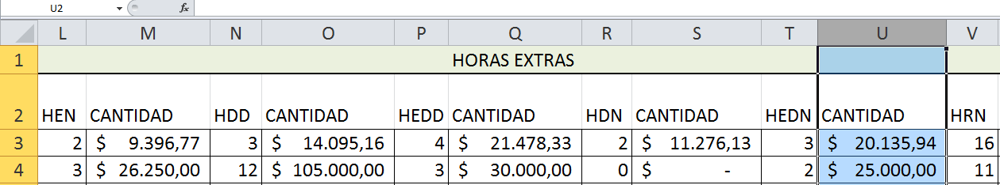 U2 fx
L M N O P Q R S T U V
1 HORAS EXTRAS
2 HEN CANTIDAD HDD CANTIDAD HEDD CANTIDAD HDN CANTIDAD HEDN CANTIDAD HRN
3 2 $ 9.396,77 3 $ 14.095,16 4 $ 21.478,33 2 $ 11.276,13 3 $ 20.135,94 16
4 3 $ 26.250,00 12 $ 105.000,00 3 $ 30.000,00 0 $ - 2 $ 25.000,00 11